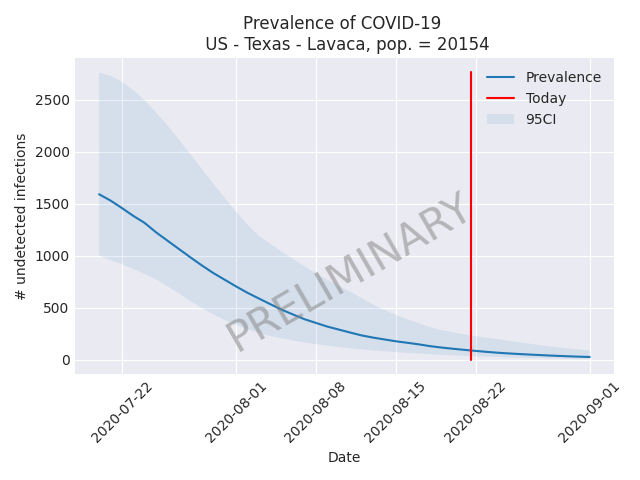 Prevalence of COVID-19
US - Texas - Lavaca, pop. = 20154
Prevalence
Today
95CI
PRELIMINARY
# undetected infections
2500
2000
1500
1000
500
0
2020-07-22
2020-08-01
2020-08-08
2020-08-15
2020-08-22
2020-09-01
Date